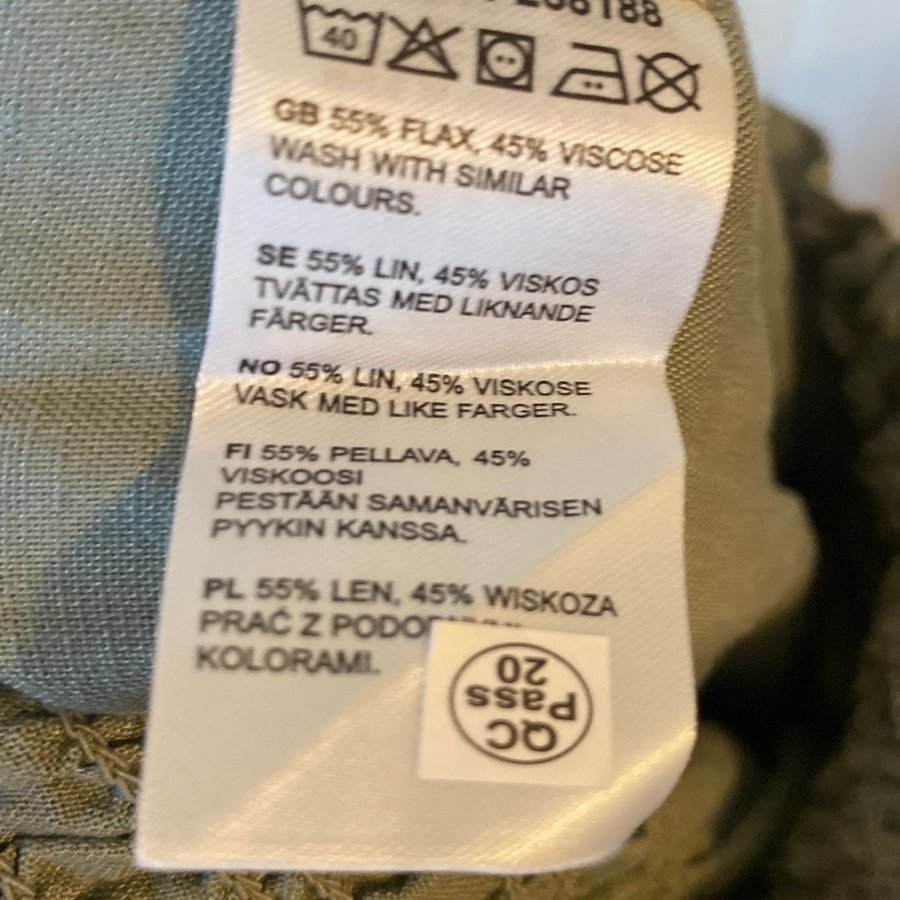 40
GB 55% FLAX, 45% VISCOSE
WASH WITH SIMILAR
COLOURS.
SE 55% LIN, 45% VISKOS
TVÄTTAS MED LIKNANDE
FÄRGER.
NO 55% LIN, 45% VISKOSE
VASK MED LIKE FARGER.
FI 55% PELLAVA, 45%
VISKOOSI
PESTÄÄN SAMANVÄRISEN
PYYKIN KANSSA.
PL 55% LEN, 45% WISKOZA
PRAĆ Z
KOLORAMI.
QC
Pass
20